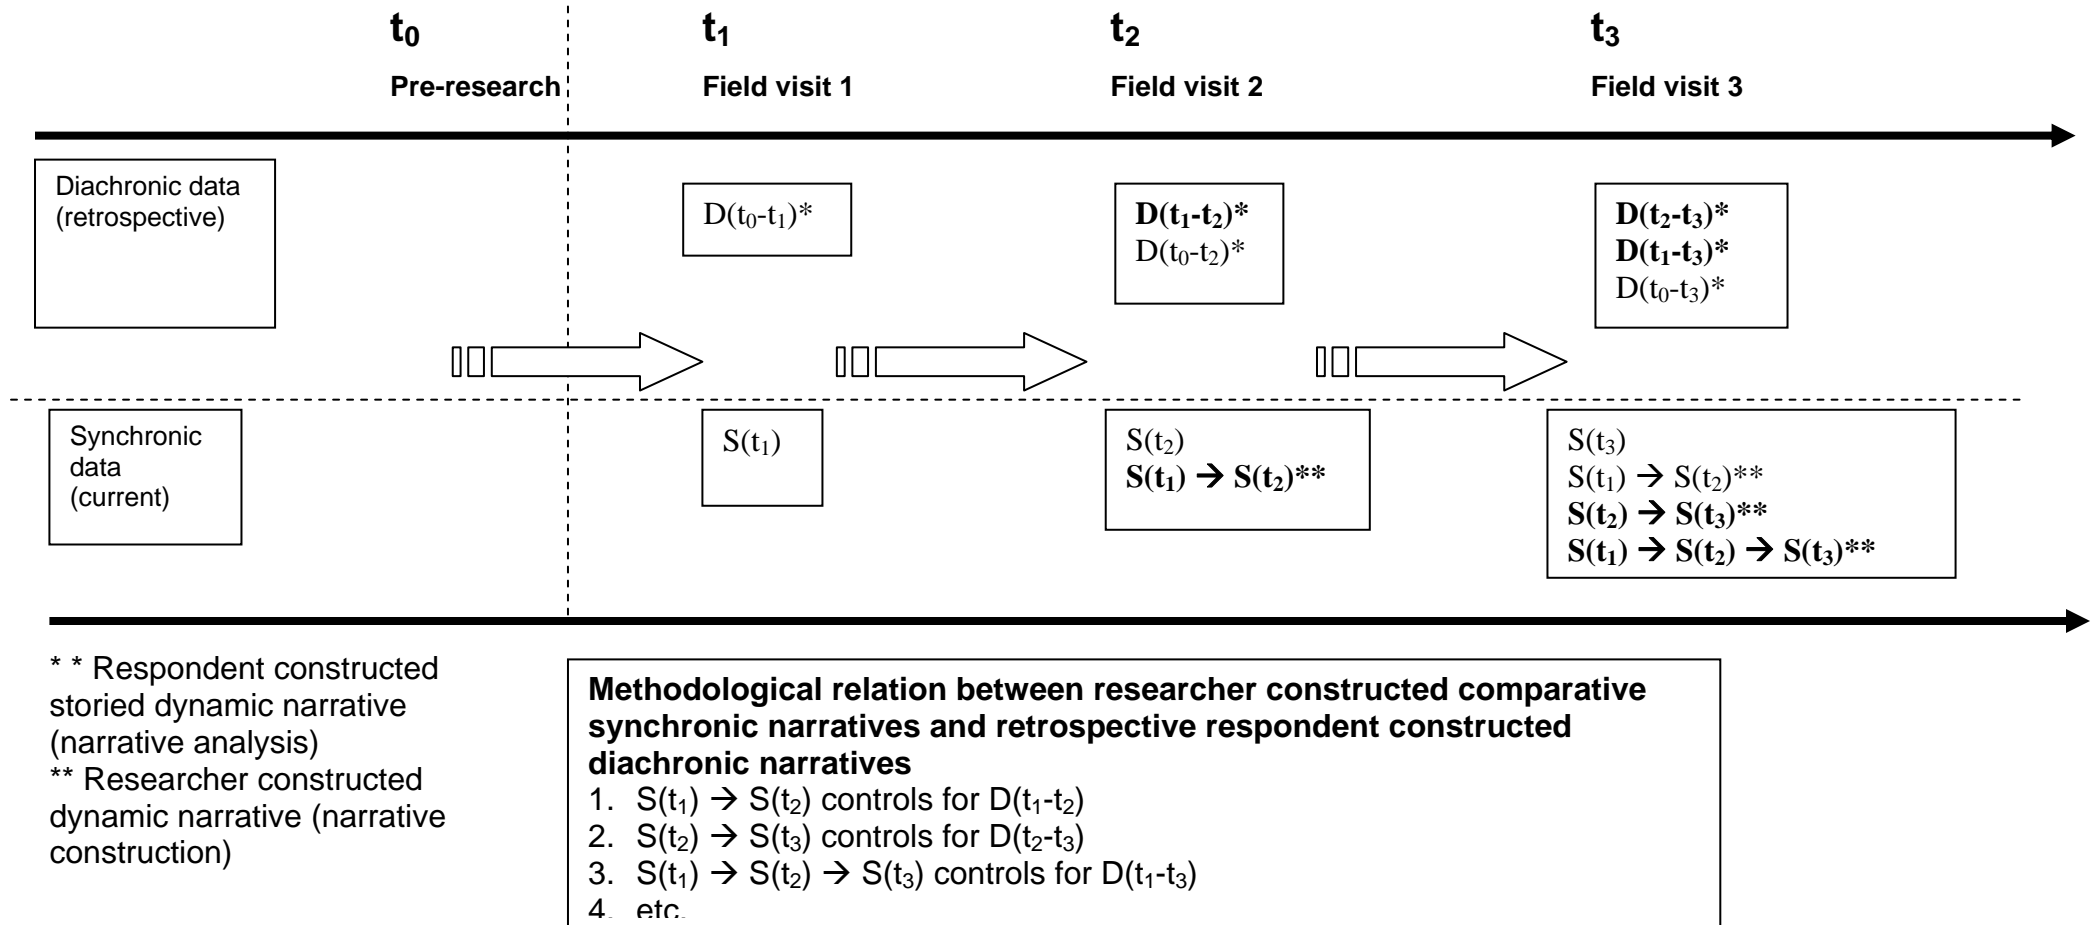 t₀ t₁ t₂ t₃
Pre-research Field visit 1 Field visit 2 Field visit 3
Diachronic data
(retrospective)
D(t₀-t₁)*
D(t₁-t₂)*
D(t₀-t₂)*
D(t₂-t₃)*
D(t₁-t₃)*
D(t₀-t₃)*
Synchronic
data
(current)
S(t₁)
S(t₂)
S(t₁) → S(t₂)**
S(t₃)
S(t₁) → S(t₂)**
S(t₂) → S(t₃)**
S(t₁) → S(t₂) → S(t₃)**
* * Respondent constructed
storied dynamic narrative
(narrative analysis)
** Researcher constructed
dynamic narrative (narrative
construction)
Methodological relation between researcher constructed comparative
synchronic narratives and retrospective respondent constructed
diachronic narratives
1. S(t₁) → S(t₂) controls for D(t₁-t₂)
2. S(t₂) → S(t₃) controls for D(t₂-t₃)
3. S(t₁) → S(t₂) → S(t₃) controls for D(t₁-t₃)
4. etc.